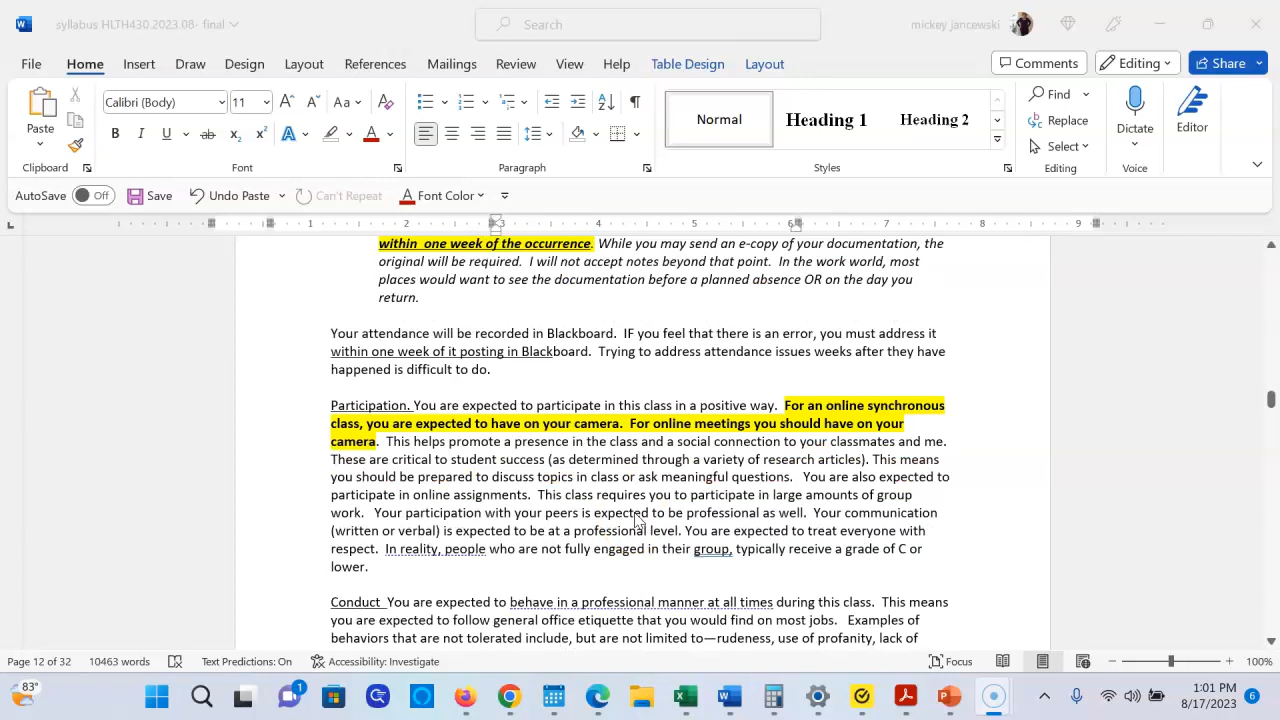 syllabus HLTH430.2023.08- final
Search
mickey jancewski
File Home Insert Draw Design Layout References Mailings Review View Help Table Design Layout
Comments Editing Share
Paste
Calibri (Body) 11
Normal Heading 1 Heading 2
Find
Replace
Select
Dictate
Editor
Clipboard Font Paragraph Styles Editing Voice Editor
AutoSave Off Save Undo Paste Can't Repeat Font Color
1 1 2 3 4 5 6 7 8 9
within one week of the occurrence. While you may send an e-copy of your documentation, the
original will be required. I will not accept notes beyond that point. In the work world, most
places would want to see the documentation before a planned absence OR on the day you
return.
Your attendance will be recorded in Blackboard. IF you feel that there is an error, you must address it
within one week of it posting in Blackboard. Trying to address attendance issues weeks after they have
happened is difficult to do.
Participation. You are expected to participate in this class in a positive way. For an online synchronous
class, you are expected to have on your camera. For online meetings you should have on your
camera. This helps promote a presence in the class and a social connection to your classmates and me.
These are critical to student success (as determined through a variety of research articles). This means
you should be prepared to discuss topics in class or ask meaningful questions. You are also expected to
participate in online assignments. This class requires you to participate in large amounts of group
work. Your participation with your peers is expected to be professional as well. Your communication
(written or verbal) is expected to be at a professional level. You are expected to treat everyone with
respect. In reality, people who are not fully engaged in their group, typically receive a grade of C or
lower.
Conduct You are expected to behave in a professional manner at all times during this class. This means
you are expected to follow general office etiquette that you would find on most jobs. Examples of
behaviors that are not tolerated include, but are not limited to—rudeness, use of profanity, lack of
Page 12 of 32 10463 words Text Predictions: On Accessibility: Investigate Focus 100%
83°
1:01 PM
8/17/2023